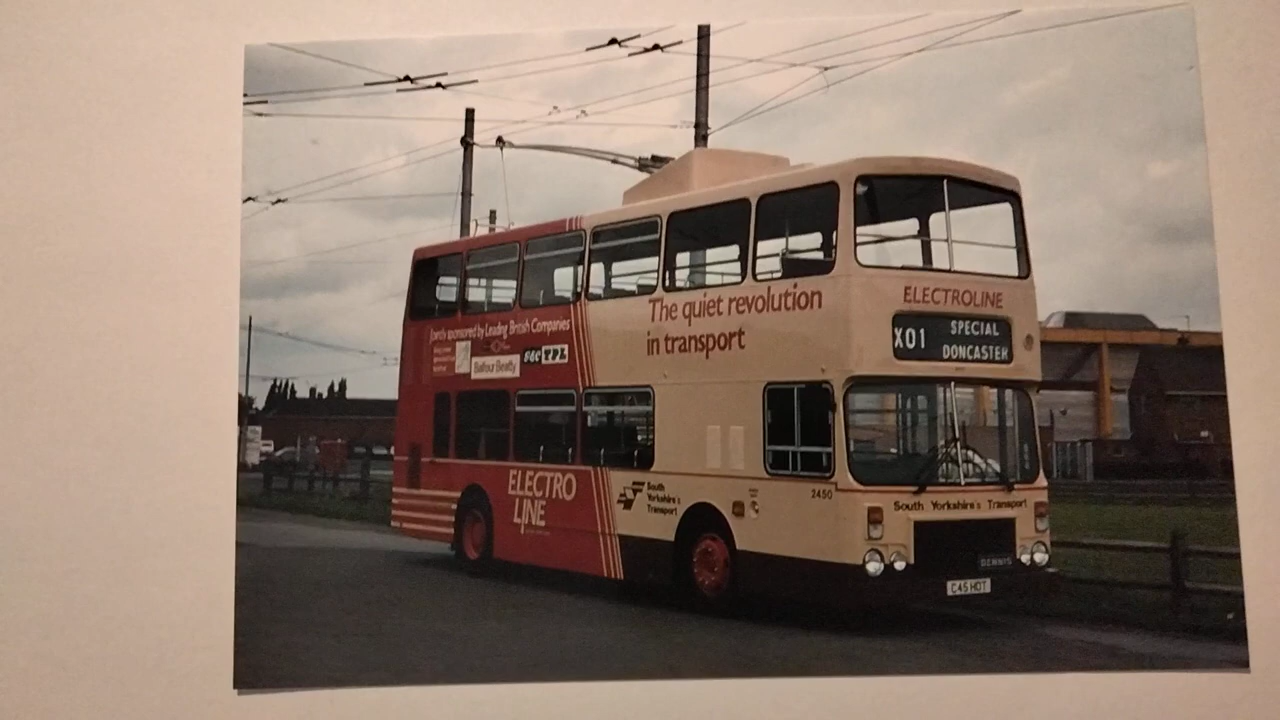 ELECTROLINE
X01 SPECIAL
DONCASTER
The quiet revolution
in transport
Jointly sponsored by Leading British Companies
Balfour Beatty
GEC
ELECTRO
LINE
South
Yorkshire's
Transport
2450
South Yorkshire's Transport
DENNIS
C45 HDT